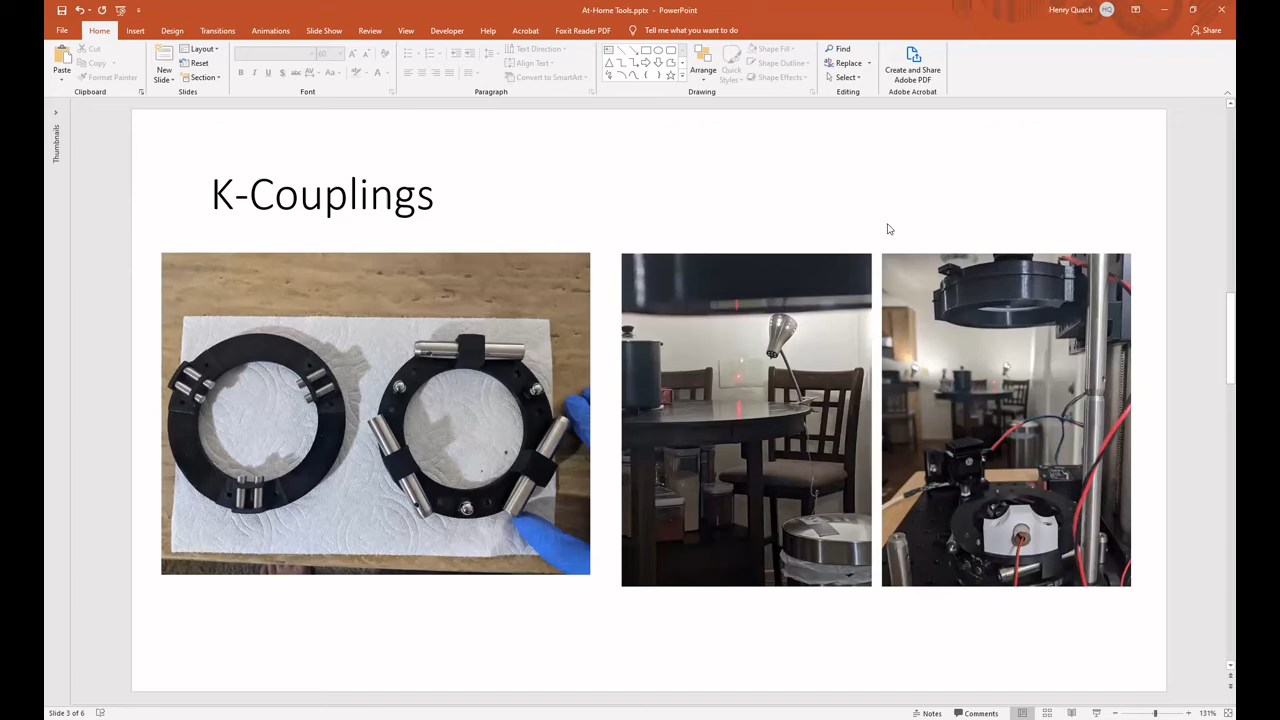 At-Home Tools.pptx - PowerPoint
Henry Quach
HQ
File Home Insert Design Transitions Animations Slide Show Review View Developer Help Acrobat Foxit Reader PDF Tell me what you want to do
Share
Paste
Cut
Copy
Format Painter
Clipboard
New
Slide
Layout
Reset
Section
Slides
B I U S abc AV Aa A
Font
Text Direction
Align Text
Convert to SmartArt
Paragraph
Arrange
Quick
Styles
Shape Fill
Shape Outline
Shape Effects
Drawing
Find
Replace
Select
Editing
Create and Share
Adobe PDF
Adobe Acrobat
Thumbnails
K-Couplings
Slide 3 of 6
Notes
Comments
131%